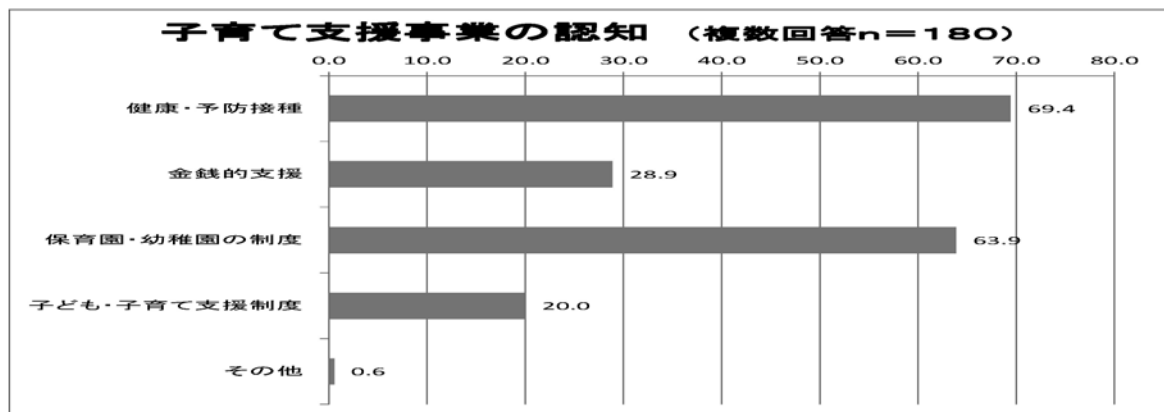 子育て支援事業の認知 (複数回答n=180)
0.0 10.0 20.0 30.0 40.0 50.0 60.0 70.0 80.0
健康・予防接種 69.4
金銭的支援 28.9
保育園・幼稚園の制度 63.9
子ども・子育て支援制度 20.0
その他 0.6